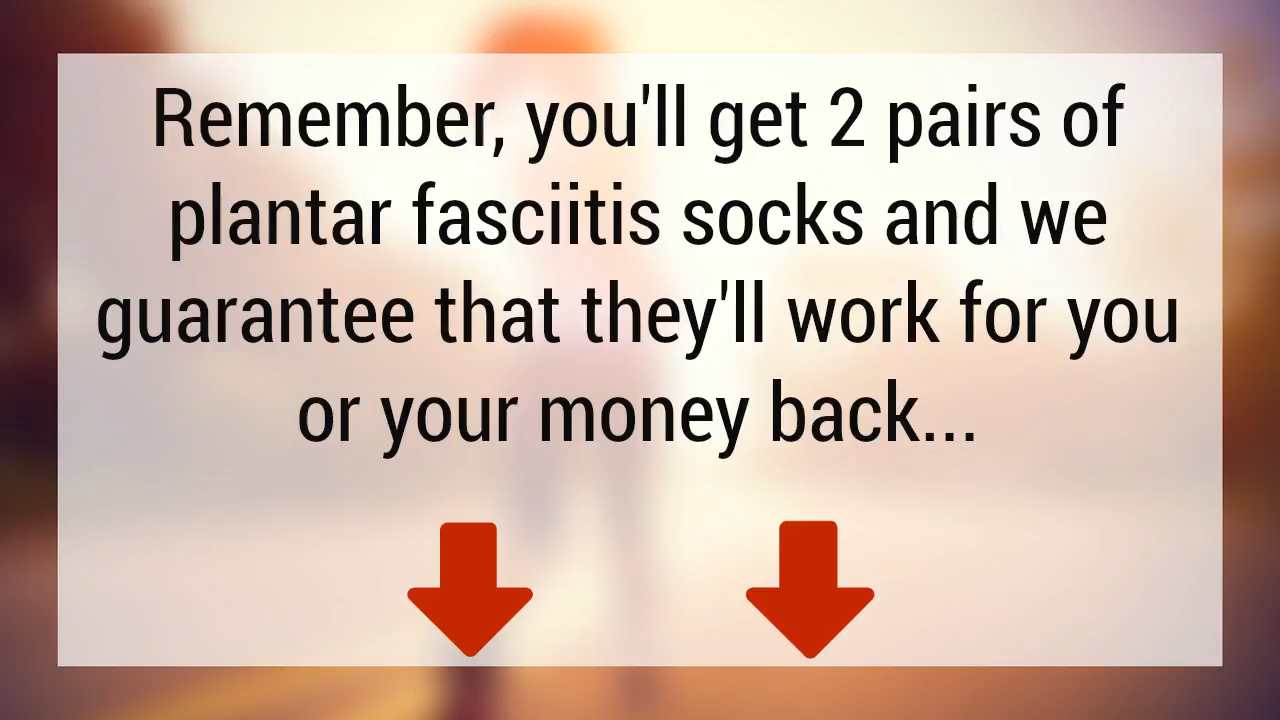 Remember, you'll get 2 pairs of
plantar fasciitis socks and we
guarantee that they'll work for you
or your money back...